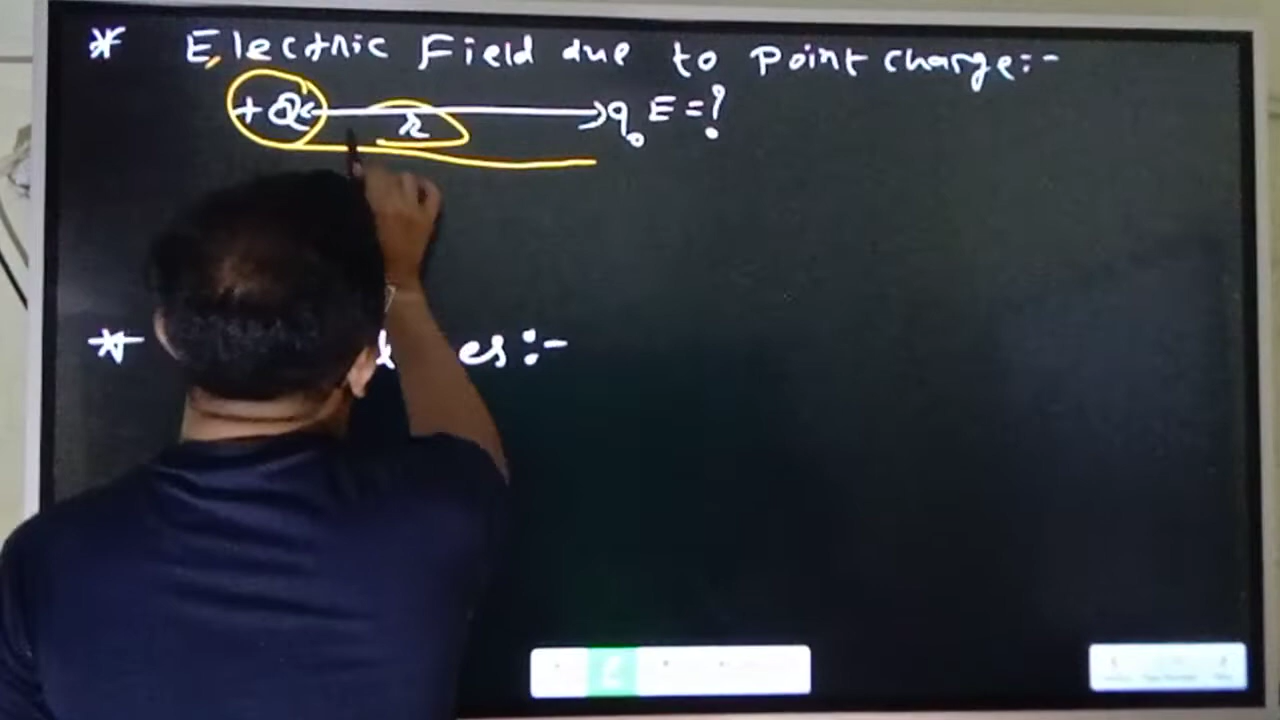 * Electric Field due to point charge:-
+Q r q₀ E=?
* es:-